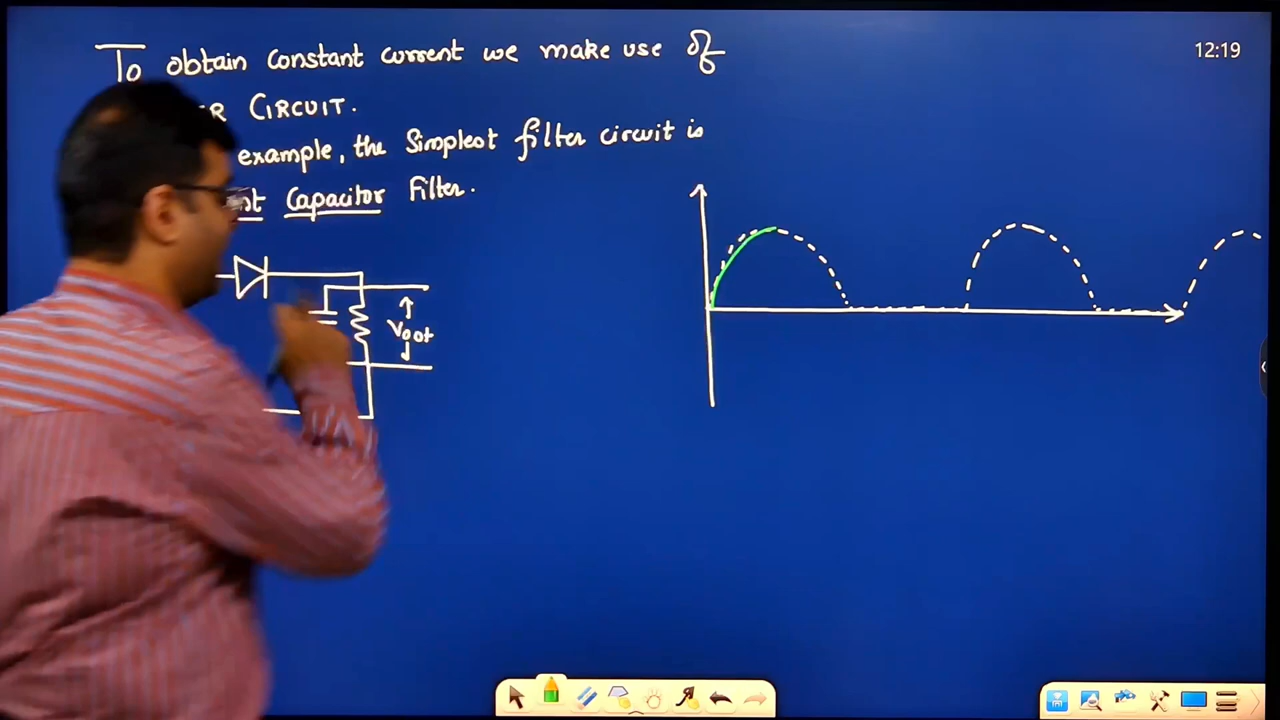 To obtain constant current we make use of
R CIRCUIT.
example, the Simplest filter circuit is
Capacitor Filter.
Vout
12:19